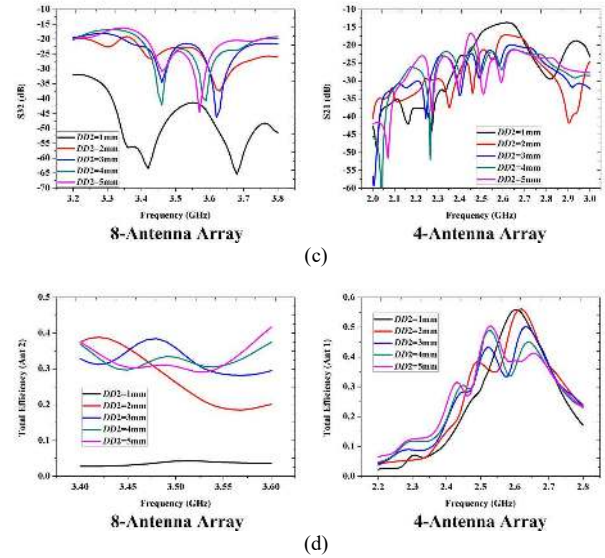 -10
-15
-20
-25
-30
-35
-40
-45
-50
-55
-60
-65
-70
S32 (dB)
DD2=1mm
DD2=2mm
DD2=3mm
DD2=4mm
DD2=5mm
3.2 3.3 3.4 3.5 3.6 3.7 3.8
Frequency (GHz)
8-Antenna Array
-10
-15
-20
-25
-30
-35
-40
-45
-50
-55
-60
S21 (dB)
DD2=1mm
DD2=2mm
DD2=3mm
DD2=4mm
DD2=5mm
2.0 2.1 2.2 2.3 2.4 2.5 2.6 2.7 2.8 2.9 3.0
Frequency (GHz)
4-Antenna Array
(c)
0.5
0.4
0.3
0.2
0.1
0.0
Total Efficiency (Ant 2)
DD2=1mm
DD2=2mm
DD2=3mm
DD2=4mm
DD2=5mm
3.40 3.45 3.50 3.55 3.60
Frequency (GHz)
8-Antenna Array
0.6
0.5
0.4
0.3
0.2
0.1
0.0
Total Efficiency (Ant 1)
DD2=1mm
DD2=2mm
DD2=3mm
DD2=4mm
DD2=5mm
2.2 2.3 2.4 2.5 2.6 2.7 2.8
Frequency (GHz)
4-Antenna Array
(d)